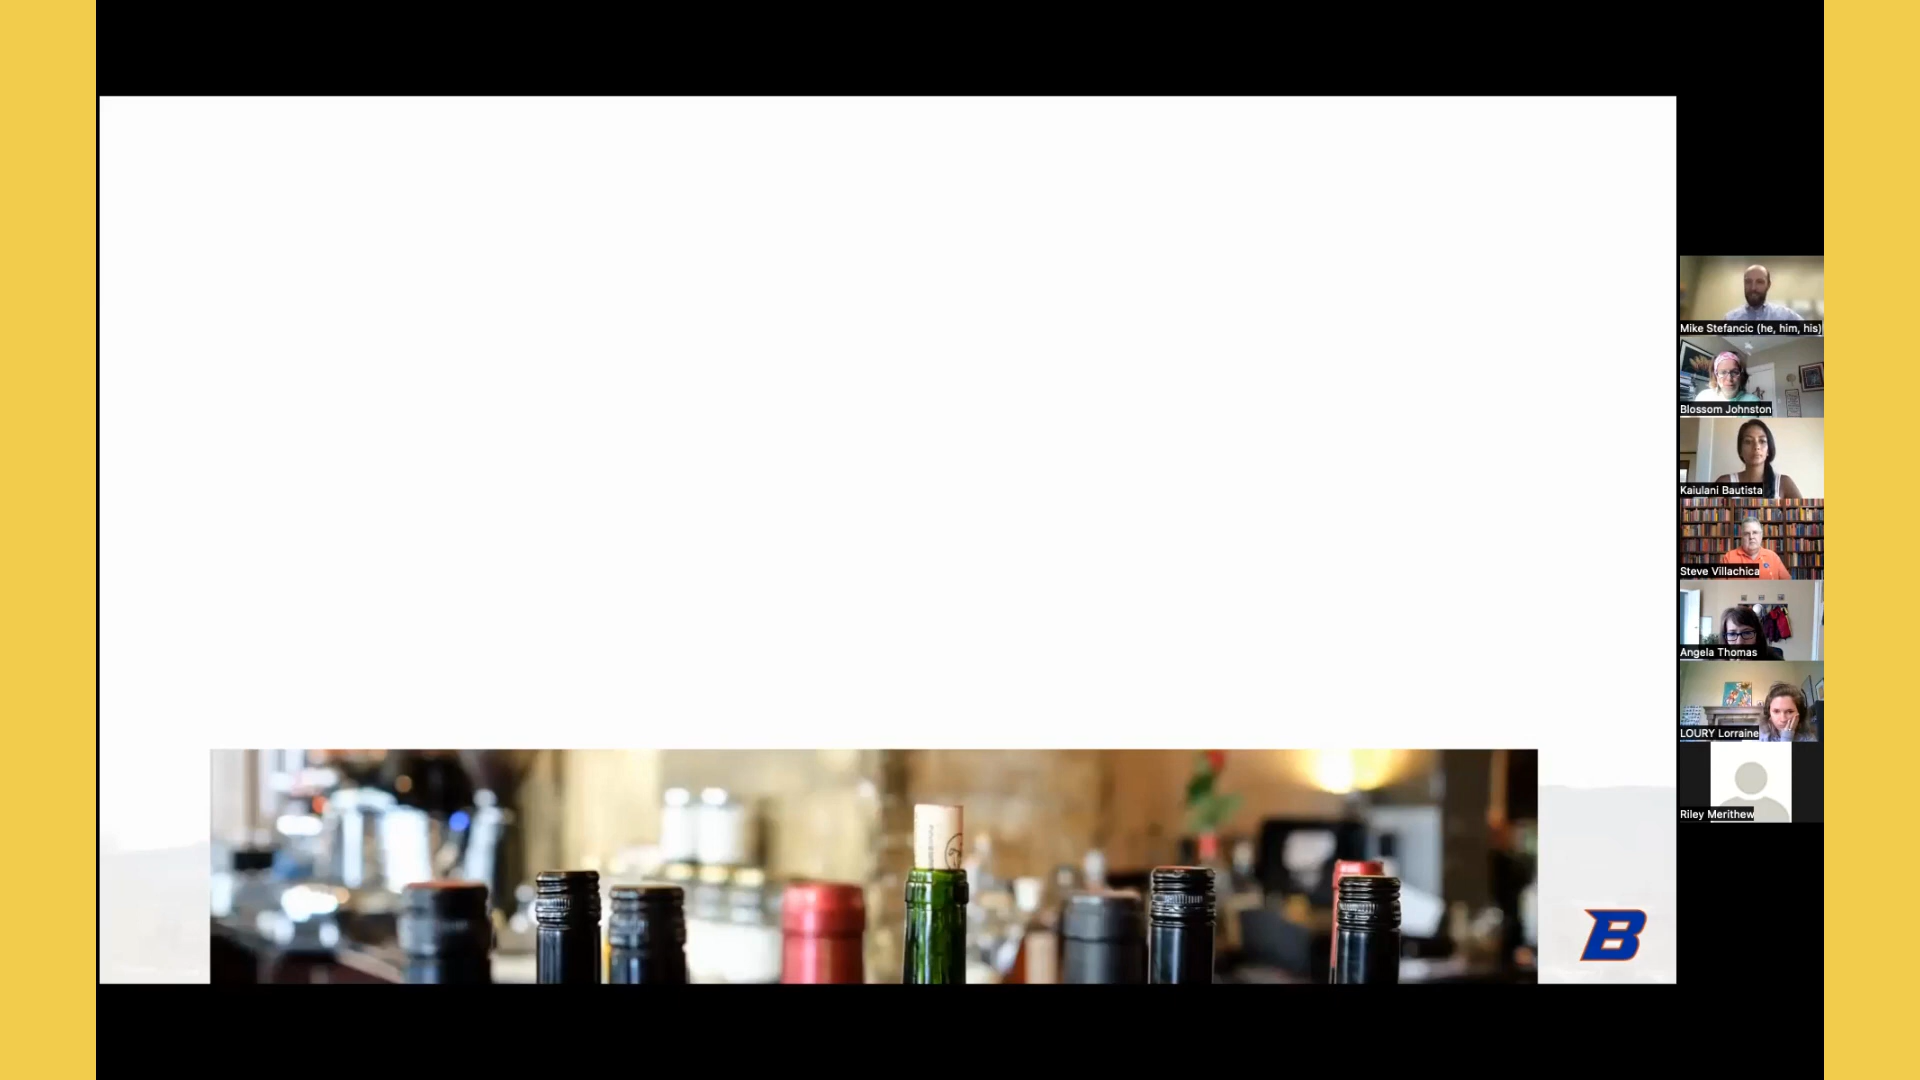 Mike Stefancic (he, him, his)
Blossom Johnston
Kaiulani Bautista
Steve Villachica
Angela Thomas
LOURY Lorraine
Riley Merithew
B